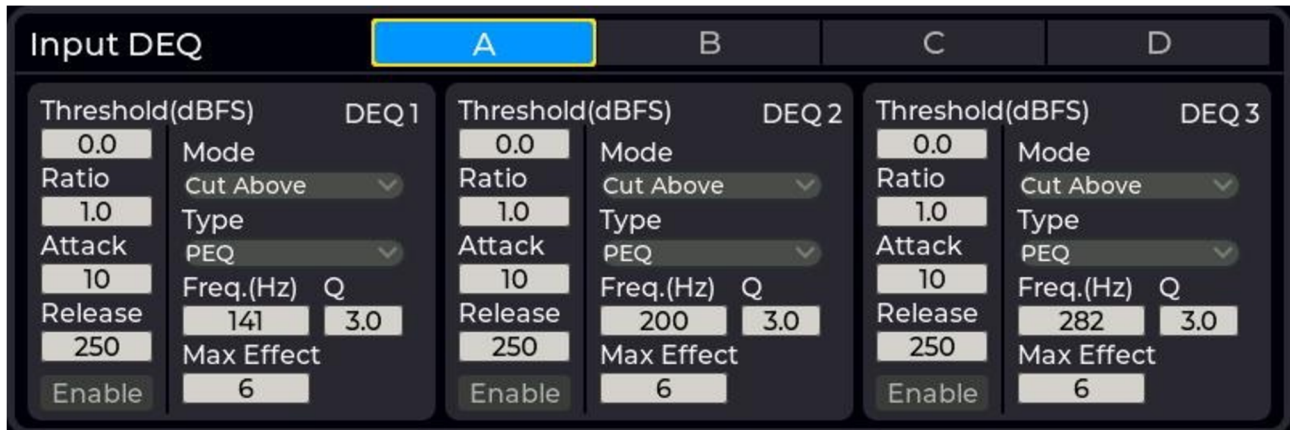 Input DEQ A B C D
Threshold(dBFS) DEQ 1
0.0
Mode
Ratio
Cut Above
1.0
Type
Attack
PEQ
10
Freq.(Hz) Q
Release
141 3.0
250
Max Effect
Enable
6
Threshold(dBFS) DEQ 2
0.0
Mode
Ratio
Cut Above
1.0
Type
Attack
PEQ
10
Freq.(Hz) Q
Release
200 3.0
250
Max Effect
Enable
6
Threshold(dBFS) DEQ 3
0.0
Mode
Ratio
Cut Above
1.0
Type
Attack
PEQ
10
Freq.(Hz) Q
Release
282 3.0
250
Max Effect
Enable
6